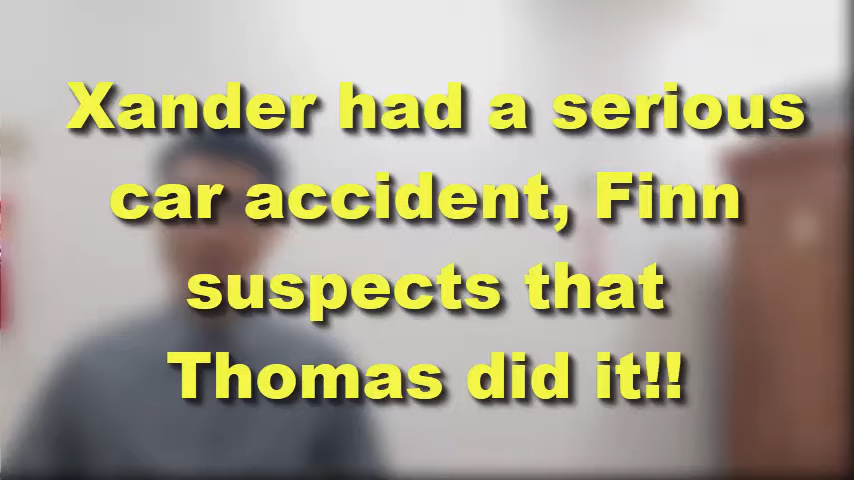 Xander had a serious
car accident, Finn
suspects that
Thomas did it!!